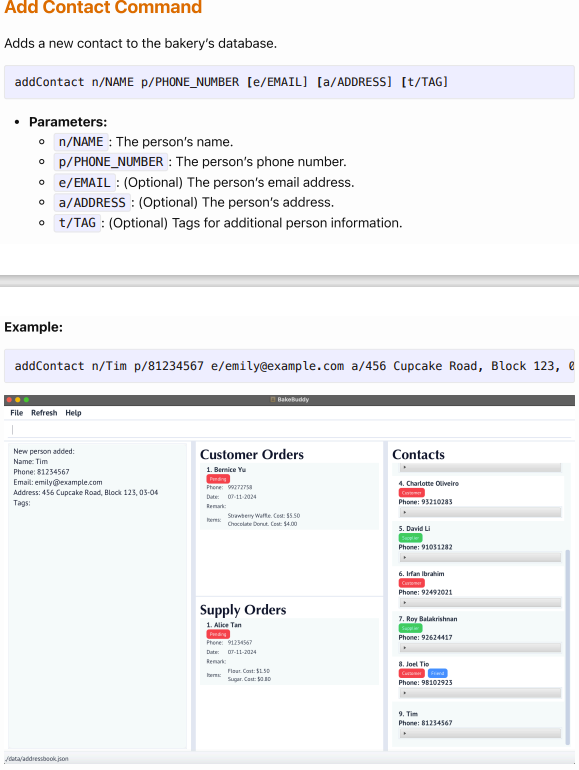 Add Contact Command
Adds a new contact to the bakery's database.
addContact n/NAME p/PHONE_NUMBER [e/EMAIL] [a/ADDRESS] [t/TAG]
• Parameters:
n/NAME : The person's name.
p/PHONE_NUMBER : The person's phone number.
e/EMAIL : (Optional) The person's email address.
a/ADDRESS : (Optional) The person's address.
t/TAG : (Optional) Tags for additional person information.
Example:
addContact n/Tim p/81234567 e/emily@example.com a/456 Cupcake Road, Block 123, 0
BakeBuddy
File Refresh Help
New person added:
Name: Tim
Phone: 81234567
Email: emily@example.com
Address: 456 Cupcake Road, Block 123, 03-04
Tags:
Customer Orders
1. Bernice Yu
Pending
Phone: 99272758
Date: 07-11-2024
Remark:
Items: Strawberry Waffle. Cost: $5.50
Chocolate Donut. Cost: $4.00
Supply Orders
1. Alice Tan
Pending
Phone: 91234567
Date: 07-11-2024
Remark:
Items: Flour. Cost: $1.50
Sugar. Cost: $0.80
Contacts
4. Charlotte Oliveiro
Customer
Phone: 93210283
5. David Li
Supplier
Phone: 91031282
6. Irfan Ibrahim
Customer
Phone: 92492021
7. Roy Balakrishnan
Supplier
Phone: 92624417
8. Joel Tio
Customer Friend
Phone: 98102923
9. Tim
Phone: 81234567
./data/addressbook.json